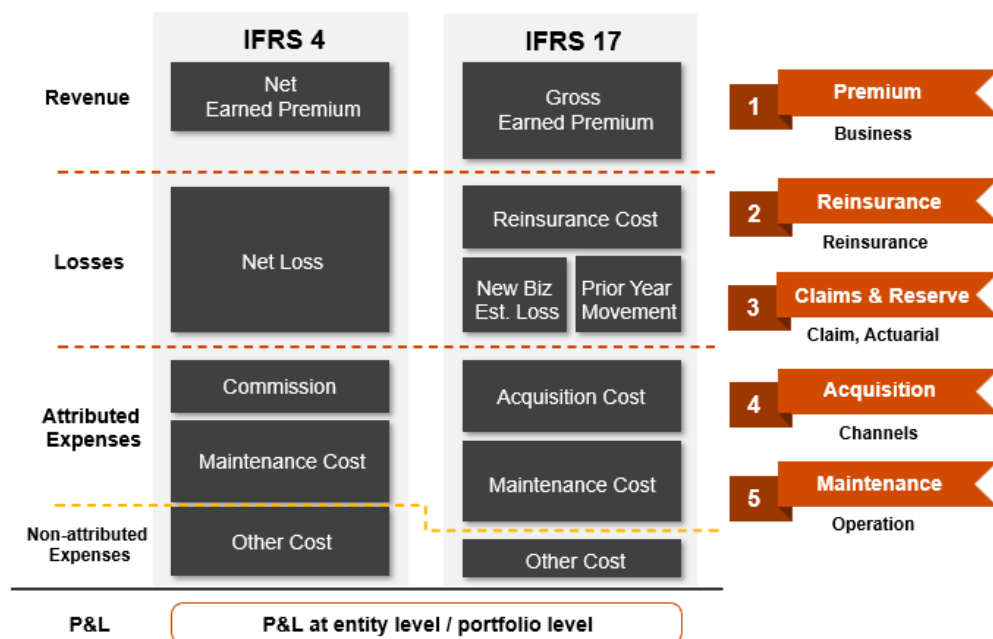 IFRS 4
IFRS 17
Revenue
Net
Earned Premium
Gross
Earned Premium
1
Premium
Business
Losses
Net Loss
Reinsurance Cost
New Biz
Est. Loss
Prior Year
Movement
2
Reinsurance
Reinsurance
3
Claims & Reserve
Claim, Actuarial
Attributed
Expenses
Commission
Maintenance Cost
Acquisition Cost
Maintenance Cost
4
Acquisition
Channels
5
Maintenance
Operation
Non-attributed
Expenses
Other Cost
Other Cost
P&L
P&L at entity level / portfolio level